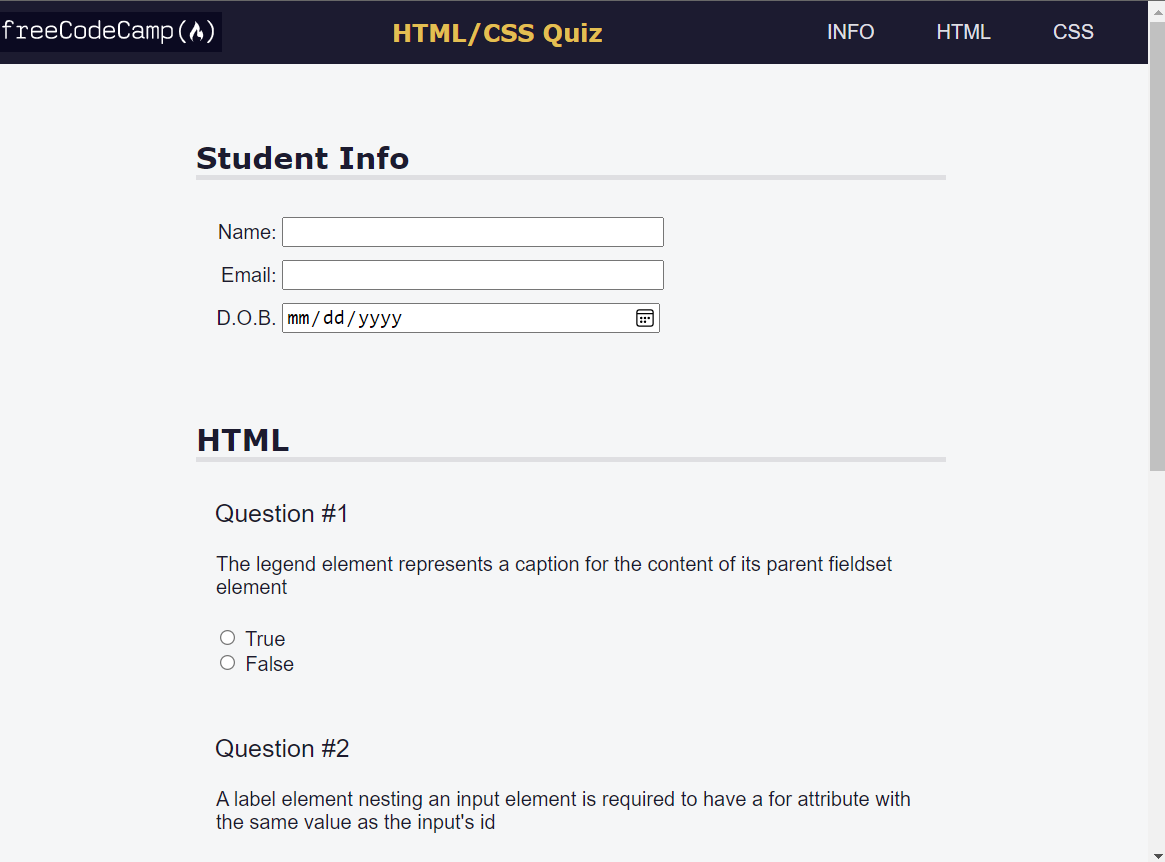 freeCodeCamp(🔥)
HTML/CSS Quiz
INFO
HTML
CSS
Student Info
Name:
Email:
D.O.B. mm/dd/yyyy
HTML
Question #1
The legend element represents a caption for the content of its parent fieldset
element
True
False
Question #2
A label element nesting an input element is required to have a for attribute with
the same value as the input's id